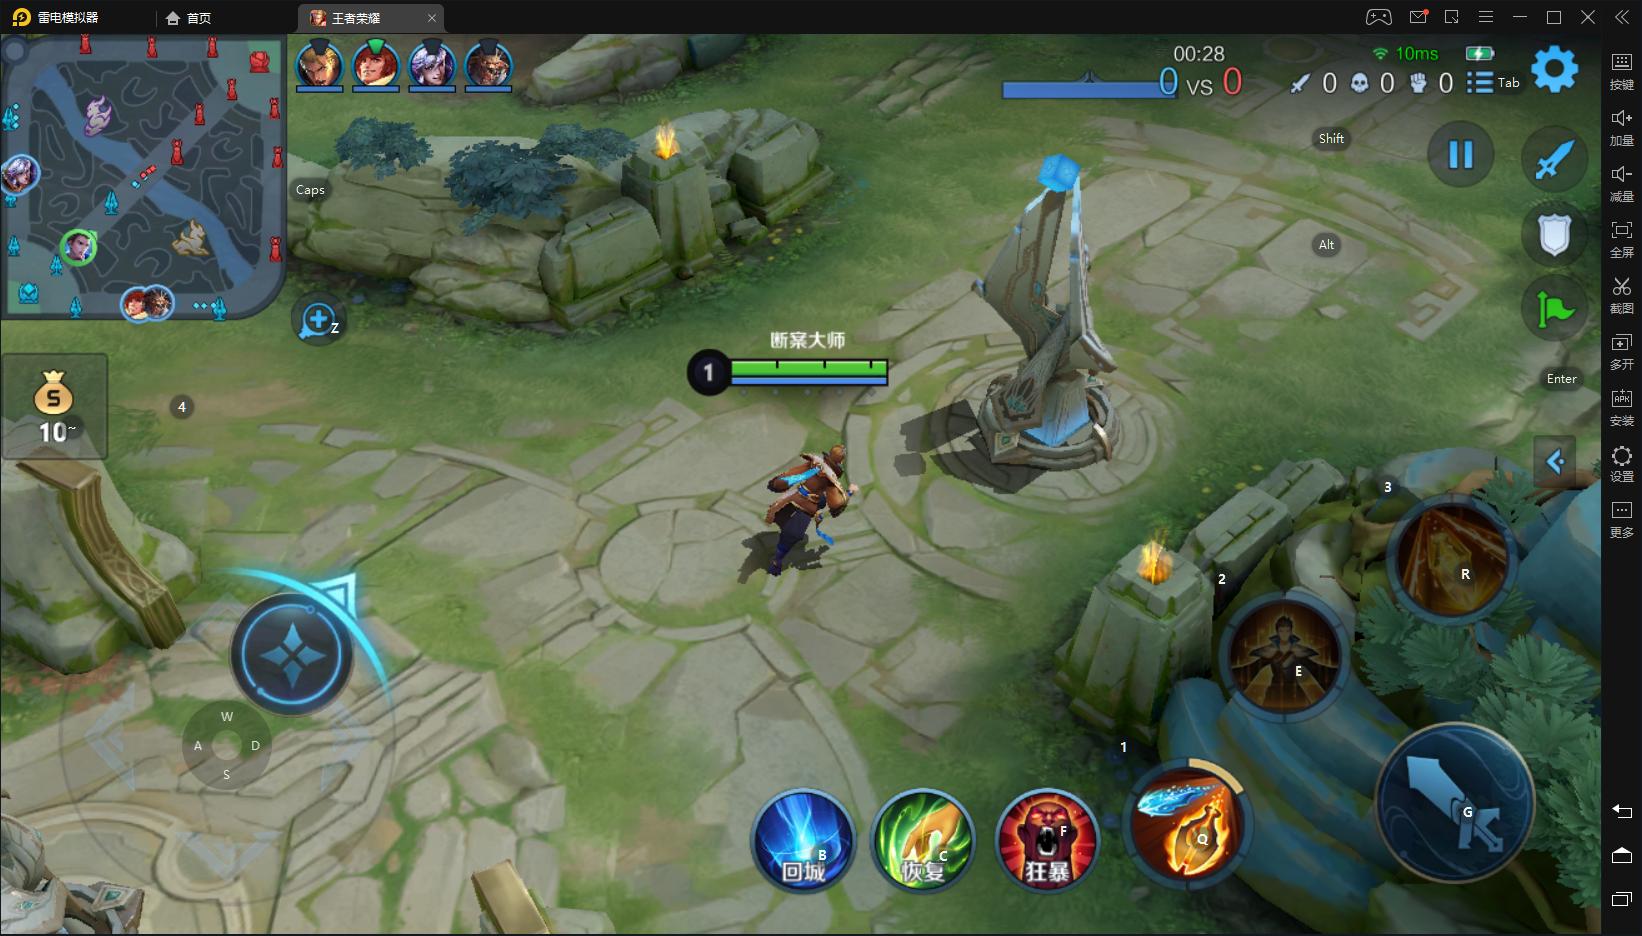 雷电模拟器
首页
王者荣耀
00:28
10ms
0 VS 0
0
0
0
Tab
按键
加量
减量
全屏
截图
多开
安装
设置
更多
Shift
Caps
Alt
Z
断案大师
1
Enter
S
10~
4
APK
3
R
2
E
W
A
D
S
1
G
Q
F
狂暴
C
恢复
B
回城